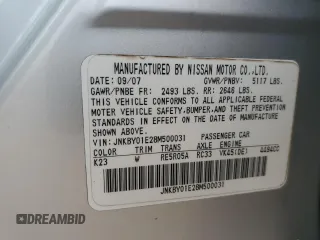 MANUFACTURED BY NISSAN MOTOR CO.,LTD.
DATE: 09/07 GVWR/PNBV: 5117 LBS.
GAWR/PNBE FR: 2493 LBS. RR: 2646 LBS.
THIS VEHICLE CONFORMS TO ALL APPLICABLE FEDERAL
MOTOR VEHICLE SAFETY,BUMPER,AND THEFT PREVENTION
STANDARDS IN EFFECT ON THE DATE OF MANUFACTURE
SHOWN ABOVE.
VIN: JNKBY01E28M500031 PASSENGER CAR
COLOR TRIM TRANS AXLE ENGINE
K23 W RE5R05A RC33 VK45(DE) 4494CC
JNKBY01E28M500031
AUTOBIDMASTER